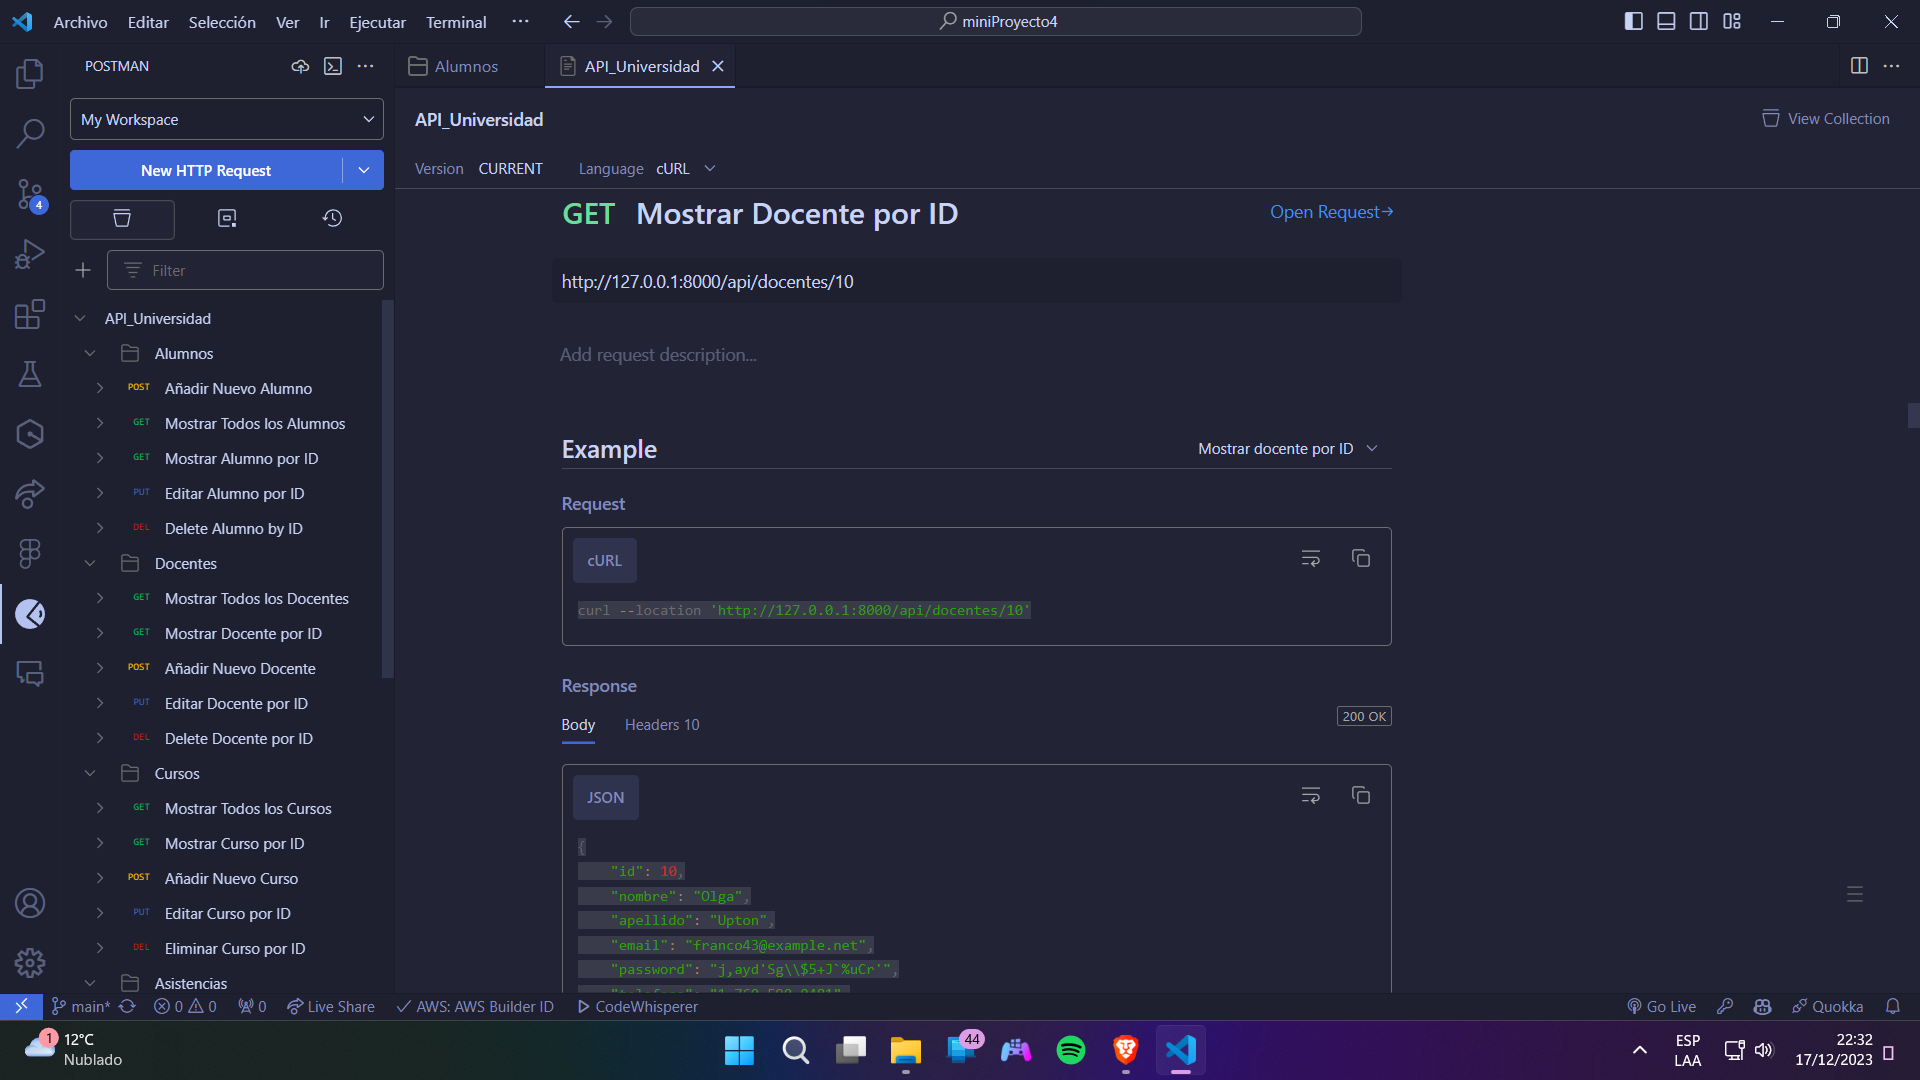 Archivo Editar Selección Ver Ir Ejecutar Terminal ··· miniProyecto4
POSTMAN
My Workspace
New HTTP Request
4
Filter
API_Universidad
Alumnos
POST Añadir Nuevo Alumno
GET Mostrar Todos los Alumnos
GET Mostrar Alumno por ID
PUT Editar Alumno por ID
DEL Delete Alumno by ID
Docentes
GET Mostrar Todos los Docentes
GET Mostrar Docente por ID
POST Añadir Nuevo Docente
PUT Editar Docente por ID
DEL Delete Docente por ID
Cursos
GET Mostrar Todos los Cursos
GET Mostrar Curso por ID
POST Añadir Nuevo Curso
PUT Editar Curso por ID
DEL Eliminar Curso por ID
Asistencias
Alumnos API_Universidad
API_Universidad View Collection
Version CURRENT Language cURL
GET Mostrar Docente por ID Open Request→
http://127.0.0.1:8000/api/docentes/10
Add request description...
Example Mostrar docente por ID
Request
cURL
curl --location 'http://127.0.0.1:8000/api/docentes/10'
Response
Body Headers 10 200 OK
JSON
{
"id": 10,
"nombre": "Olga",
"apellido": "Upton",
"email": "franco43@example.net",
"password": "j,ayd'Sg\\$5+J`%uCr'",
main* 0 0 0 Live Share AWS: AWS Builder ID CodeWhisperer Go Live Quokka
1 12°C
Nublado
44
ESP
LAA
22:32
17/12/2023